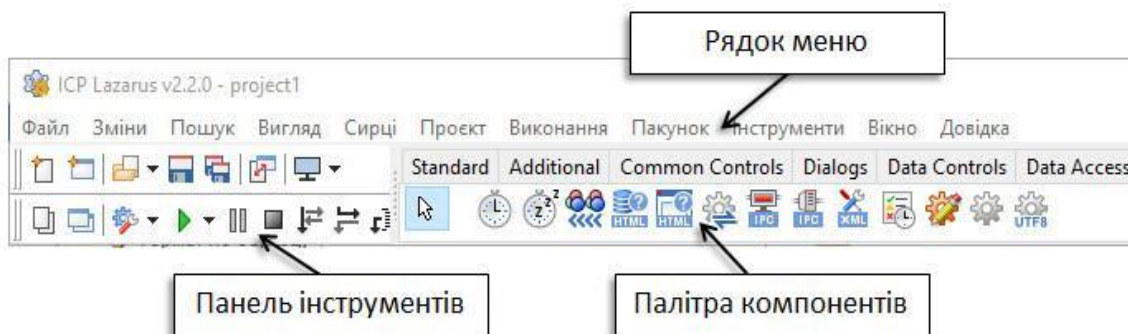 Рядок меню
ICP Lazarus v2.2.0 - project1
Файл Зміни Пошук Вигляд Сирці Проєкт Виконання Пакунок Інструменти Вікно Довідка
Standard Additional Common Controls Dialogs Data Controls Data Access
HTML HTML IPC IPC XML UTF8
Панель інструментів
Палітра компонентів